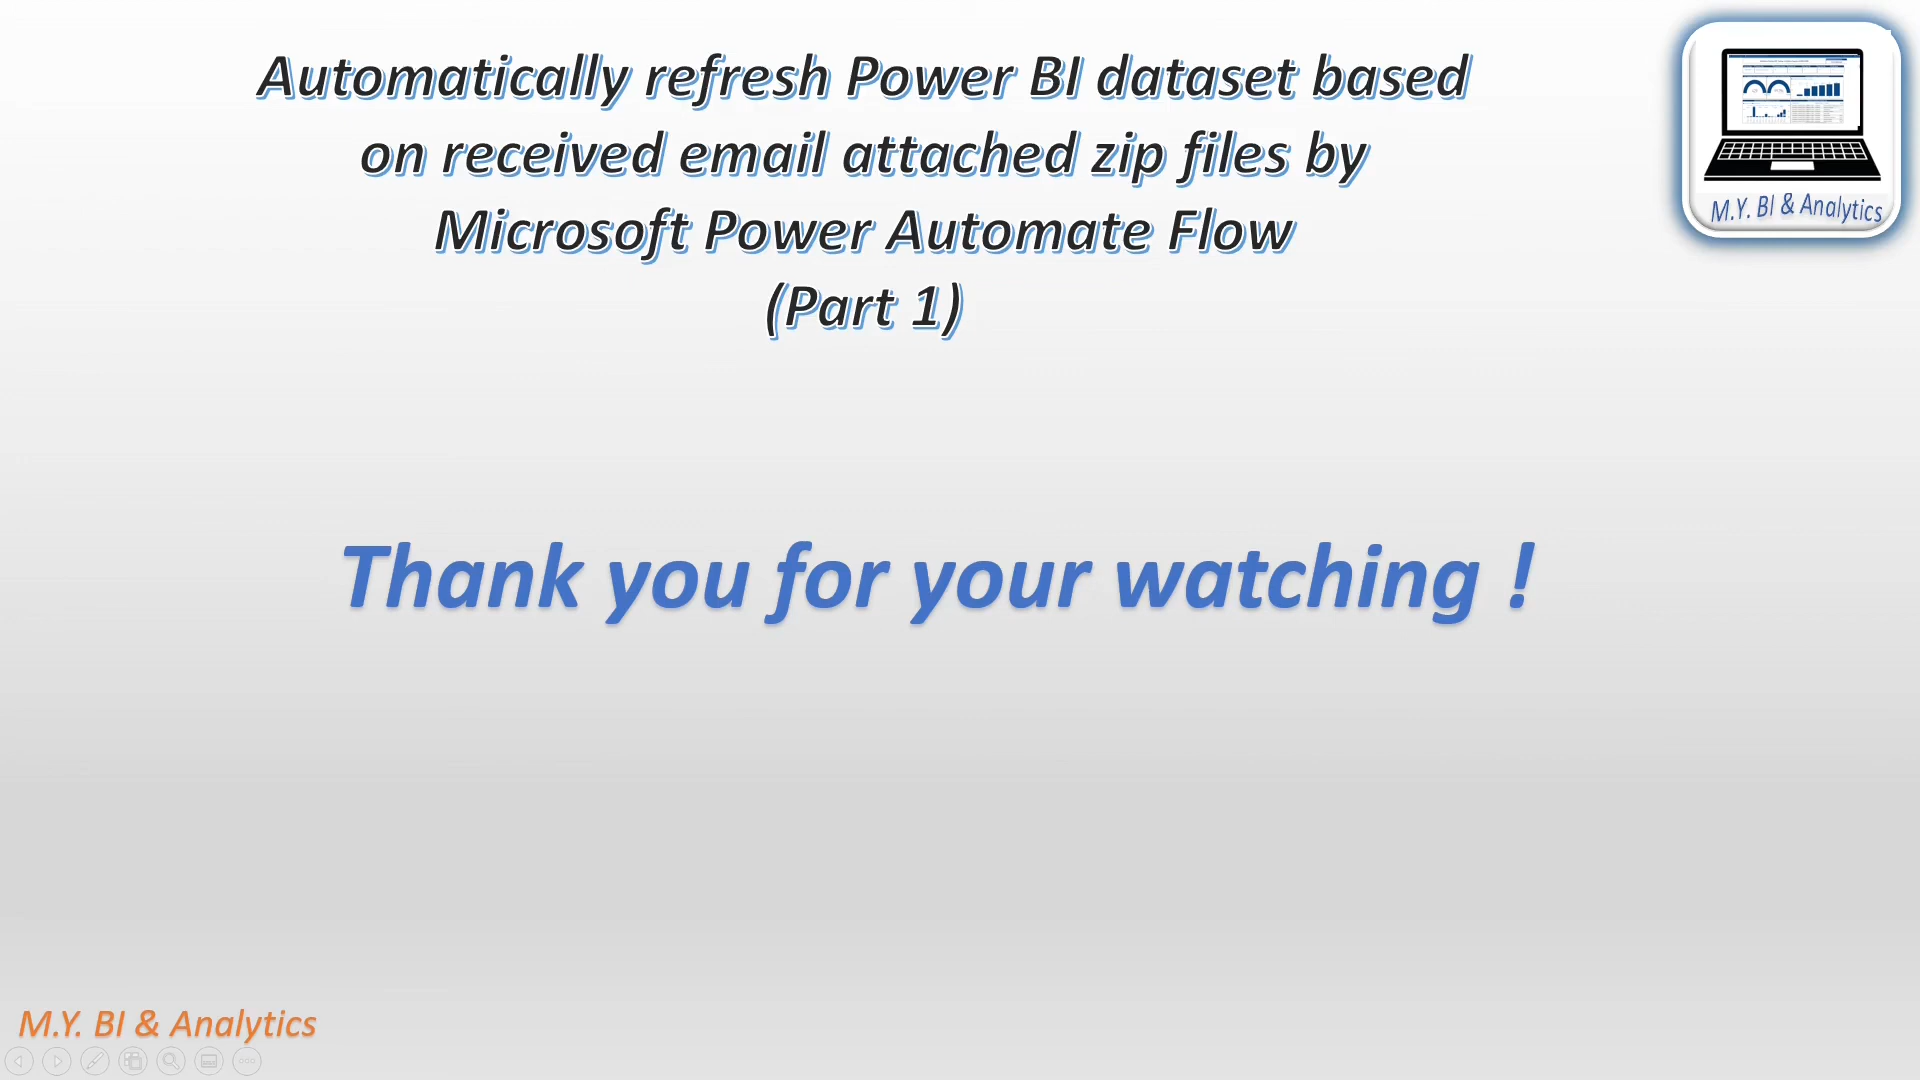 Automatically refresh Power BI dataset based
on received email attached zip files by
Microsoft Power Automate Flow
(Part 1)
M.Y. BI & Analytics
Thank you for your watching !
M.Y. BI & Analytics